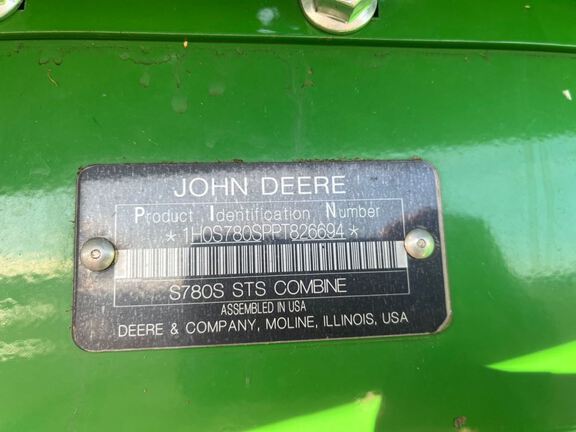 JOHN DEERE
Product Identification Number
*1H0S780SPPT826694*
S780S STS COMBINE
ASSEMBLED IN USA
DEERE & COMPANY, MOLINE, ILLINOIS, USA